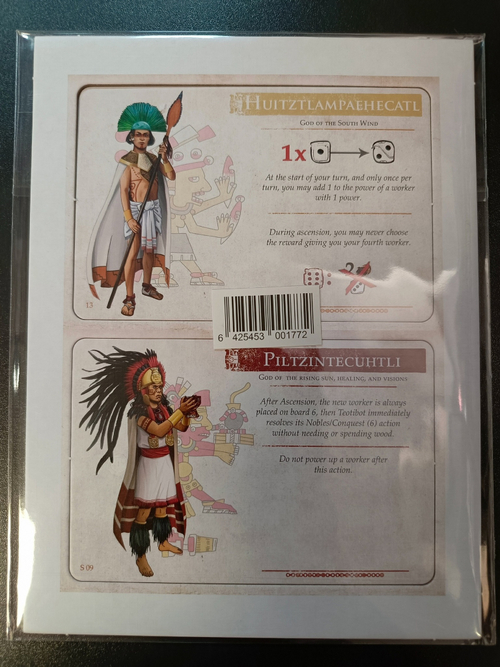 HUITZTLAMPAEHECATL
GOD OF THE SOUTH WIND
1x
At the start of your turn, and only once per
turn, you may add 1 to the power of a worker
with 1 power.
During ascension, you may never choose
the reward giving you your fourth worker.
13
6 425453 001772
PILTZINTECUHTLI
GOD OF THE RISING SUN, HEALING, AND VISIONS
After Ascension, the new worker is always
placed on board 6, then Teotibot immediately
resolves its Nobles/Conquest (6) action
without needing or spending wood.
Do not power up a worker after
this action.
S 09